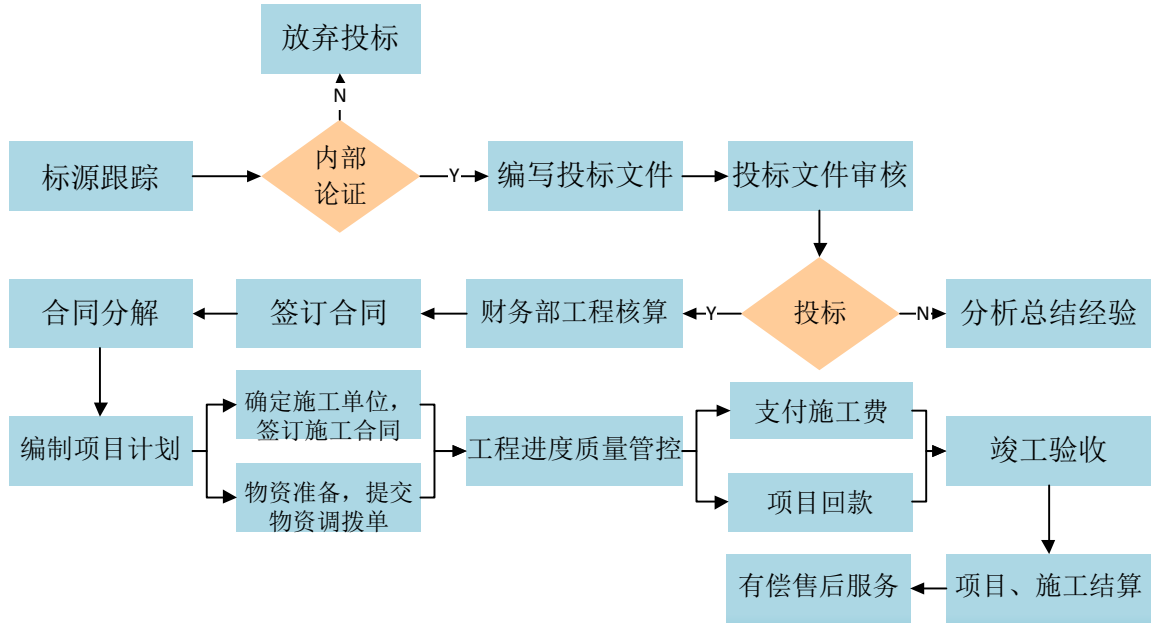 放弃投标
N
标源跟踪
内部
论证
Y
编写投标文件
投标文件审核
合同分解
签订合同
财务部工程核算
Y
投标
N
分析总结经验
编制项目计划
确定施工单位，
签订施工合同
物资准备，提交
物资调拨单
工程进度质量管控
支付施工费
项目回款
竣工验收
有偿售后服务
项目、施工结算